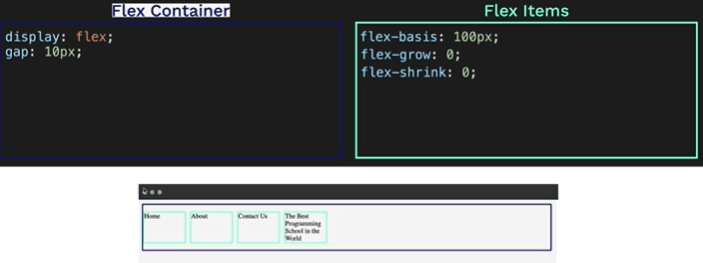 Flex Container
display: flex;
gap: 10px;
Flex Items
flex-basis: 100px;
flex-grow: 0;
flex-shrink: 0;
Home
About
Contact Us
The Best
Programming
School in the
World